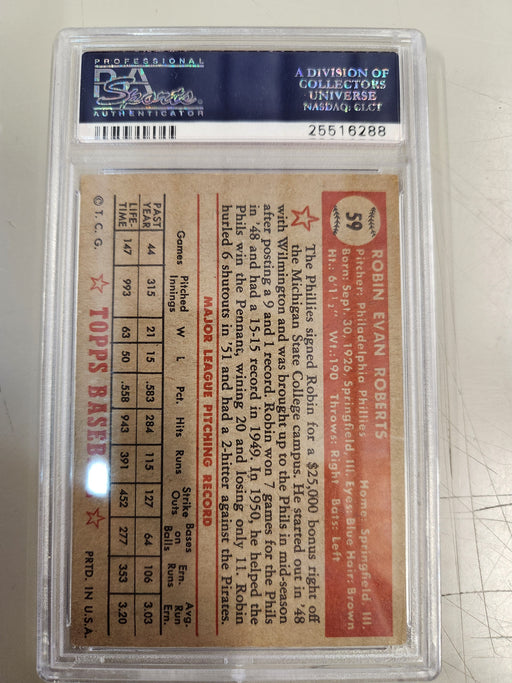 PROFESSIONAL
PSA
Sports
AUTHENTICATOR
A DIVISION OF
COLLECTORS
UNIVERSE
NASDAQ: CLCT
25516288
59
ROBIN EVAN ROBERTS
Pitcher: Philadelphia Phillies Home: Springfield, Ill.
Born: Sept. 30, 1926, Springfield, Ill. Eyes: Blue Hair: Brown
Ht.: 6'1½" Wt.: 190 Throws: Right Bats: Left
The Phillies signed Robin for a $25,000 bonus right off
the Michigan State College campus. He started out in '48
with Wilmington and was brought up to the Phils in mid-season
after posting a 9 and 1 record. Robin won 7 games for the Phils
in '48 and had a 15-15 record in 1949. In 1950, he helped the
Phils win the Pennant, winning 20 and losing only 11. Robin
hurled 6 shutouts in '51 and had a 2-hitter against the Pirates.
MAJOR LEAGUE PITCHING RECORD
Games Pitched Innings W L Pct. Hits Runs Strike Outs Bases on Balls Ern. Runs Avg. Ern. Run
PAST YEAR 44 315 21 15 .583 284 115 127 64 106 3.03
LIFE-TIME 147 993 63 50 .558 943 391 452 277 353 3.20
© T. C. G. TOPPS BASEB PRTD. IN U.S.A.